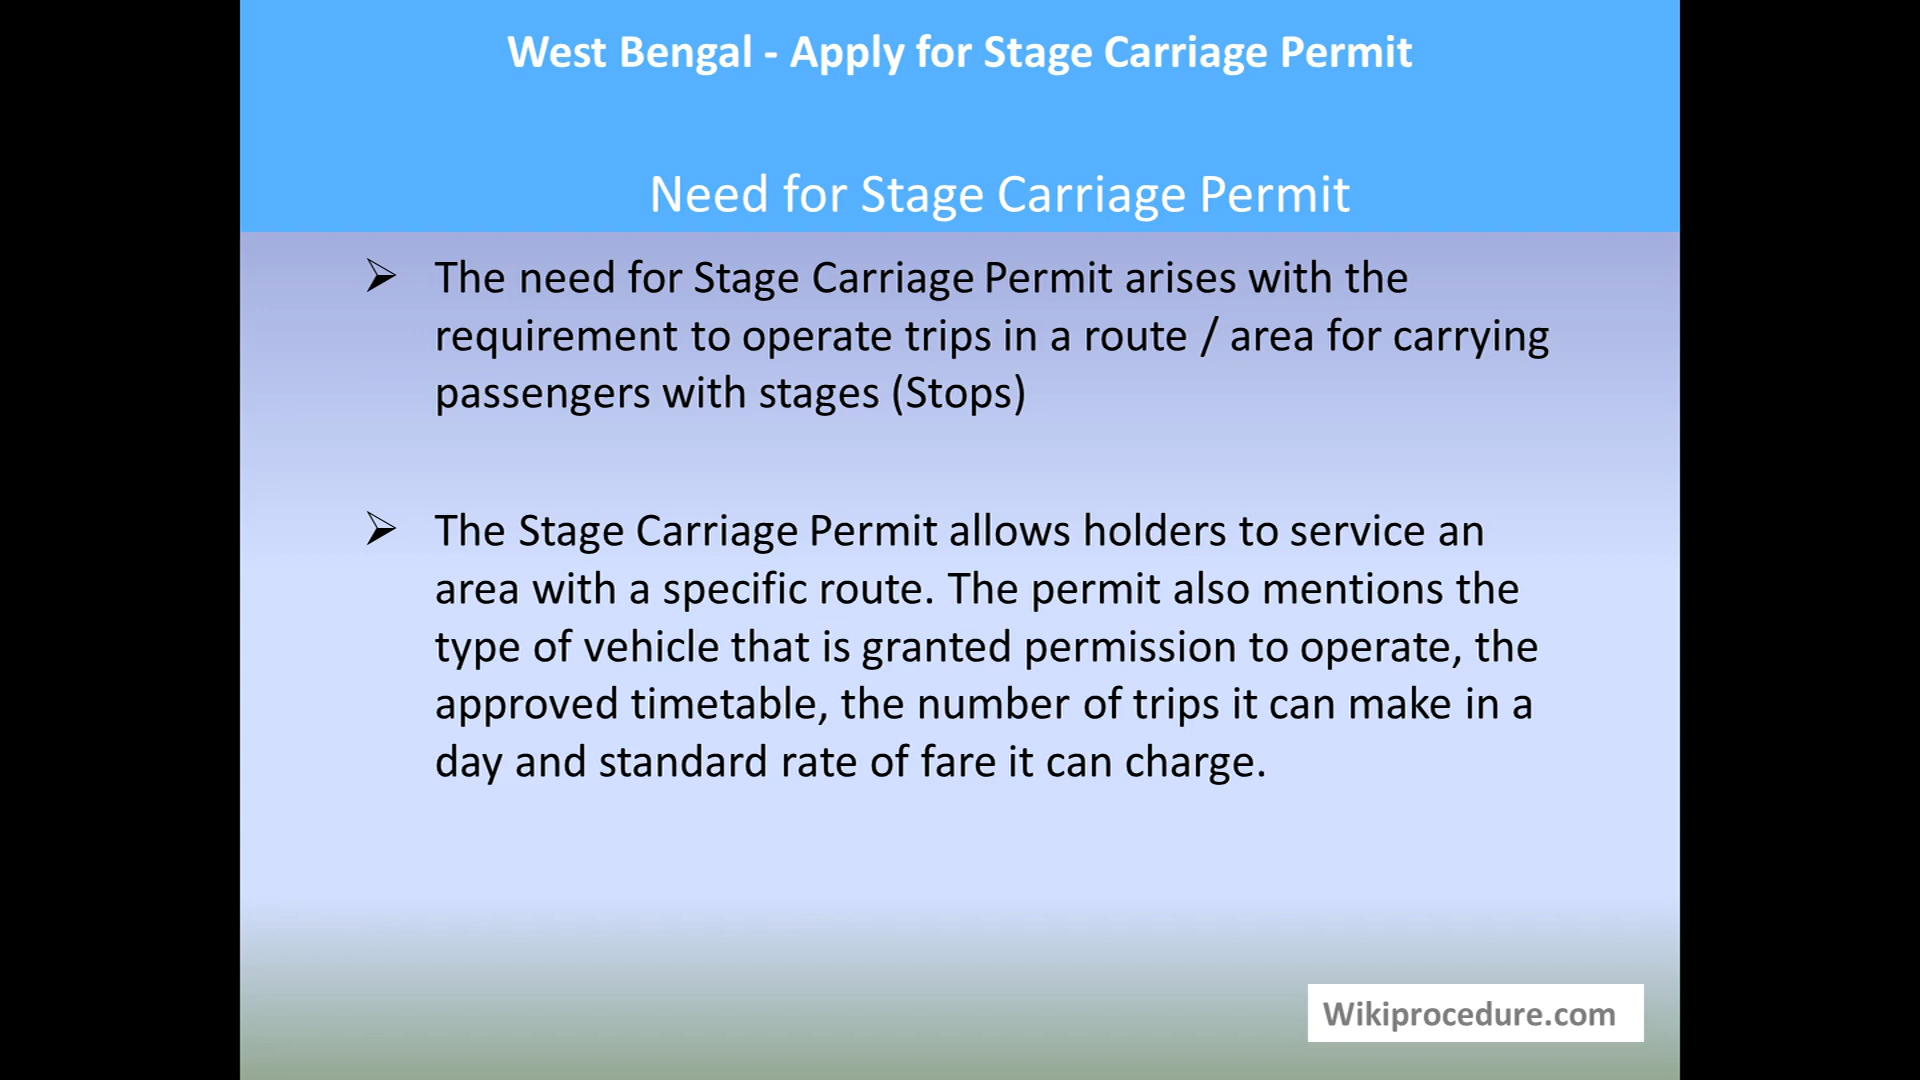 West Bengal - Apply for Stage Carriage Permit
Need for Stage Carriage Permit
➢ The need for Stage Carriage Permit arises with the
requirement to operate trips in a route / area for carrying
passengers with stages (Stops)
➢ The Stage Carriage Permit allows holders to service an
area with a specific route. The permit also mentions the
type of vehicle that is granted permission to operate, the
approved timetable, the number of trips it can make in a
day and standard rate of fare it can charge.
Wikiprocedure.com